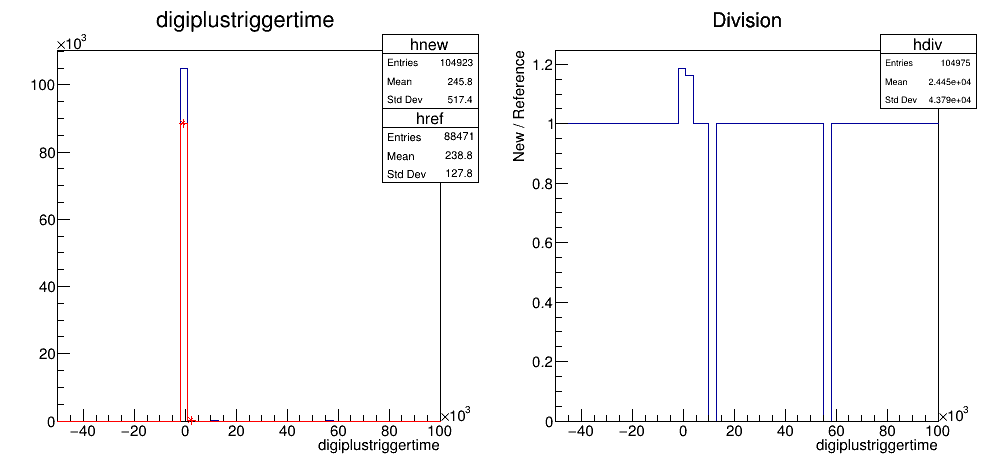 digiplustriggertime
×10³
hnew
Entries 104923
Mean 245.8
Std Dev 517.4
href
Entries 88471
Mean 238.8
Std Dev 127.8
100
80
60
40
20
0
−40 −20 0 20 40 60 80 100
×10³
digiplustriggertime
Division
hdiv
Entries 104975
Mean 2.445e+04
Std Dev 4.379e+04
New / Reference
1.2
1
0.8
0.6
0.4
0.2
0
−40 −20 0 20 40 60 80 100
×10³
digiplustriggertime